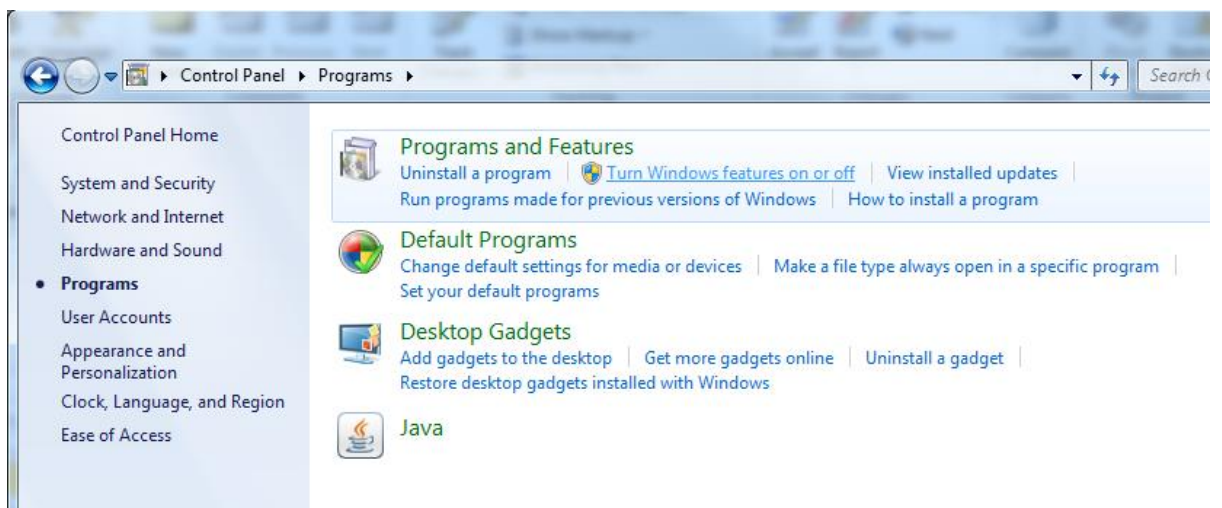 Control Panel Programs
Search
Control Panel Home
System and Security
Network and Internet
Hardware and Sound
Programs
User Accounts
Appearance and
Personalization
Clock, Language, and Region
Ease of Access
Programs and Features
Uninstall a program Turn Windows features on or off View installed updates
Run programs made for previous versions of Windows How to install a program
Default Programs
Change default settings for media or devices Make a file type always open in a specific program
Set your default programs
Desktop Gadgets
Add gadgets to the desktop Get more gadgets online Uninstall a gadget
Restore desktop gadgets installed with Windows
Java